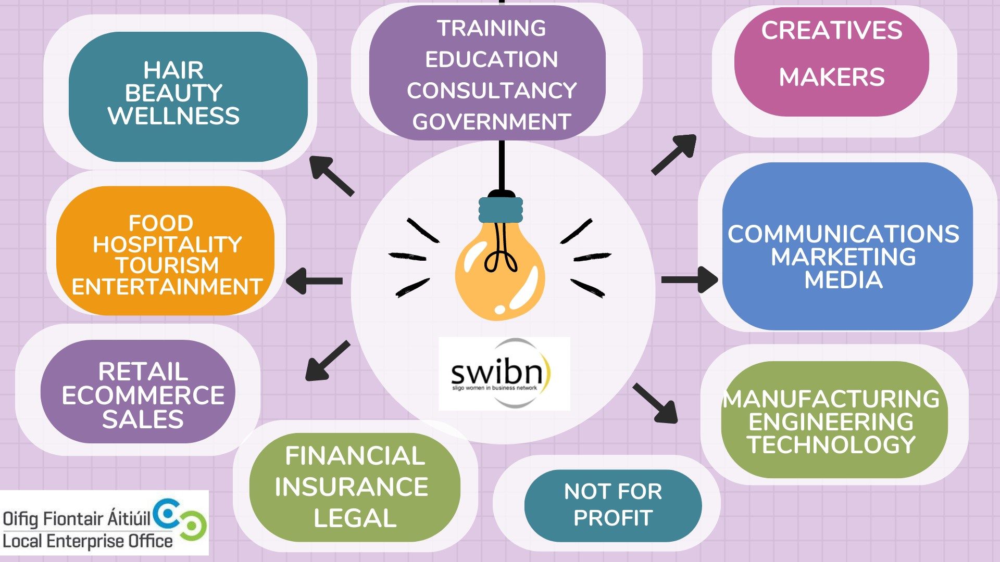 TRAINING
EDUCATION
CONSULTANCY
GOVERNMENT
CREATIVES
MAKERS
HAIR
BEAUTY
WELLNESS
FOOD
HOSPITALITY
TOURISM
ENTERTAINMENT
COMMUNICATIONS
MARKETING
MEDIA
RETAIL
ECOMMERCE
SALES
swibn
sligo women in business network
MANUFACTURING
ENGINEERING
TECHNOLOGY
FINANCIAL
INSURANCE
LEGAL
NOT FOR
PROFIT
Oifig Fiontair Áitiúil
Local Enterprise Office